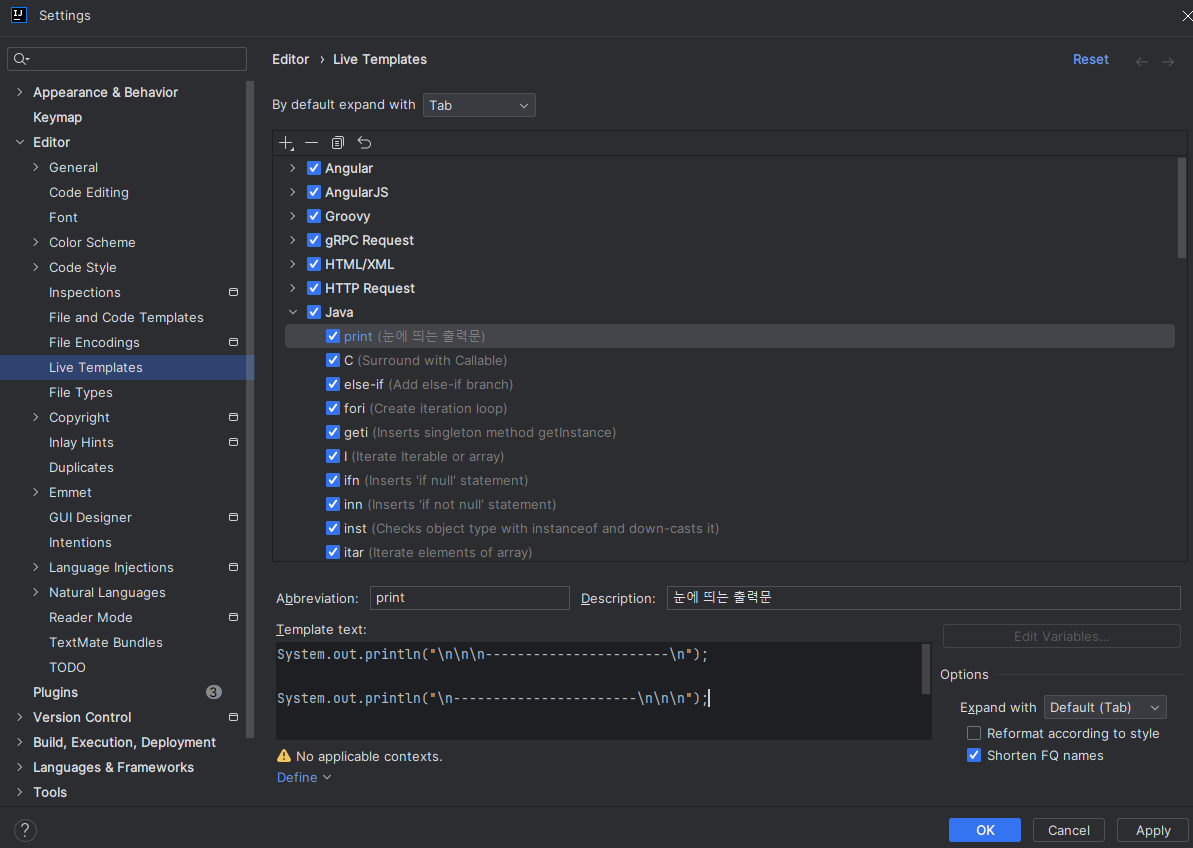 IJ
Settings
Appearance & Behavior
Keymap
Editor
General
Code Editing
Font
Color Scheme
Code Style
Inspections
File and Code Templates
File Encodings
Live Templates
File Types
Copyright
Inlay Hints
Duplicates
Emmet
GUI Designer
Intentions
Language Injections
Natural Languages
Reader Mode
TextMate Bundles
TODO
Plugins 3
Version Control
Build, Execution, Deployment
Languages & Frameworks
Tools
?
Editor › Live Templates
Reset
By default expand with Tab
Angular
AngularJS
Groovy
gRPC Request
HTML/XML
HTTP Request
Java
print (눈에 띄는 출력문)
C (Surround with Callable)
else-if (Add else-if branch)
fori (Create iteration loop)
geti (Inserts singleton method getInstance)
I (Iterate Iterable or array)
ifn (Inserts 'if null' statement)
inn (Inserts 'if not null' statement)
inst (Checks object type with instanceof and down-casts it)
itar (Iterate elements of array)
Abbreviation: print Description: 눈에 띄는 출력문
Template text:
System.out.println("\n\n\n-----------------------\n");
System.out.println("\n-----------------------\n\n\n");
No applicable contexts.
Define
Edit Variables...
Options
Expand with Default (Tab)
Reformat according to style
Shorten FQ names
OK Cancel Apply